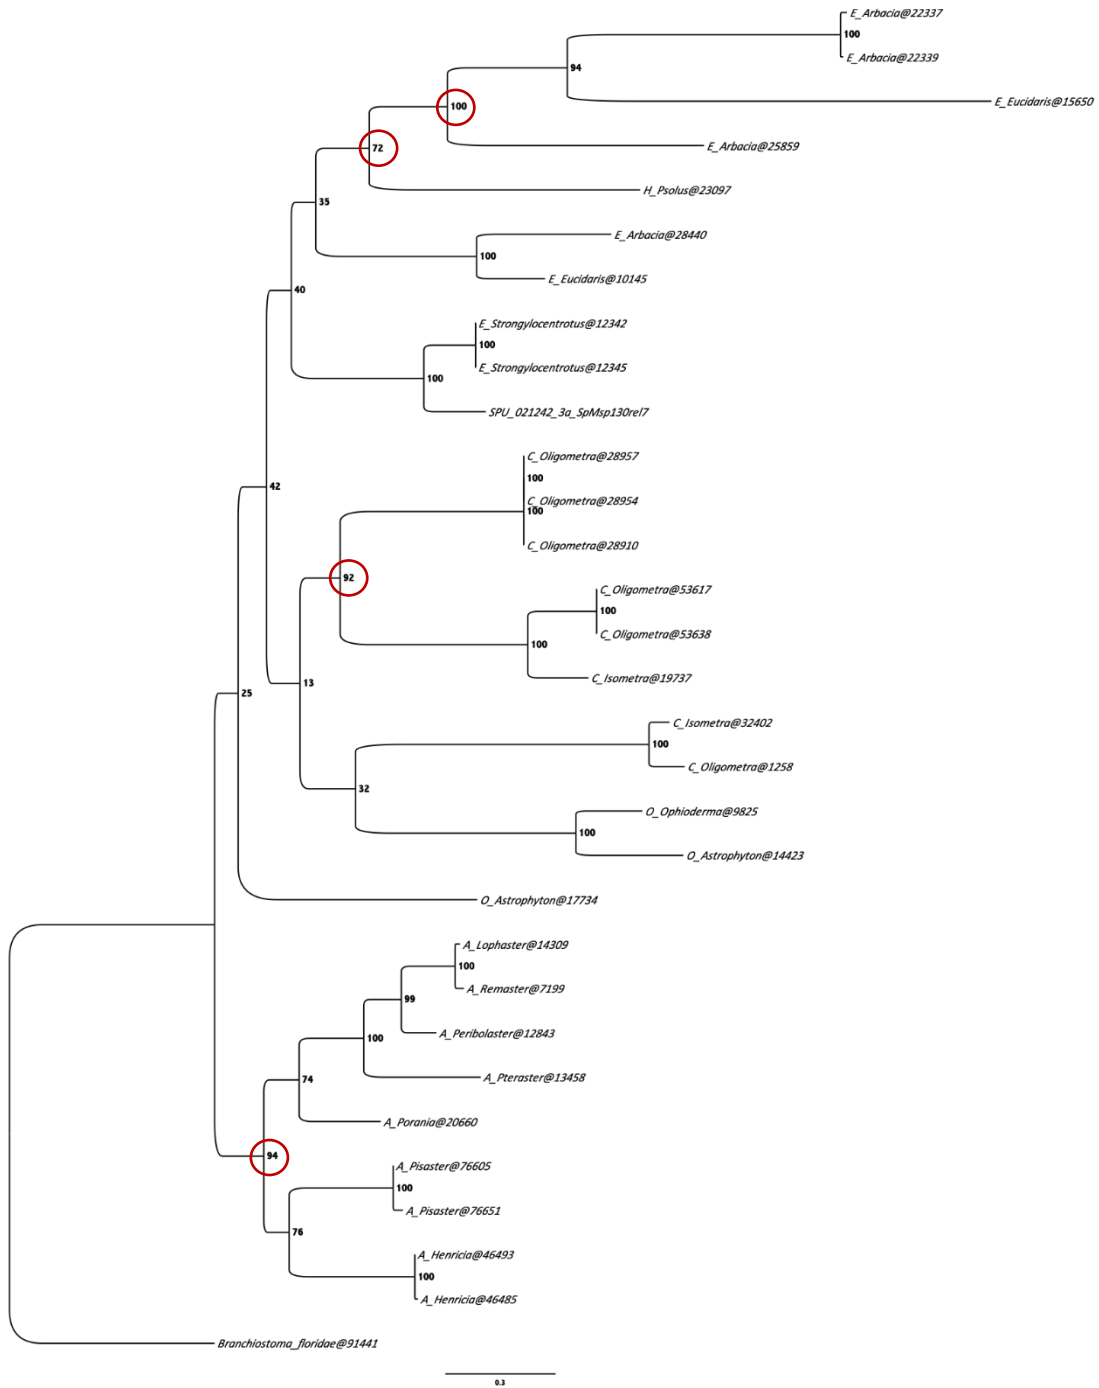 E_Arbacia@22337
100
E_Arbacia@22339
94
E_Eucidaris@15650
100
E_Arbacia@25859
72
H_Psolus@23097
35
E_Arbacia@28440
100
E_Eucidaris@10145
40
E_Strongylocentrotus@12342
100
E_Strongylocentrotus@12345
100
SPU_021242_3a_SpMsp130rel7
42
C_Oligometra@28957
100
C_Oligometra@28954
100
C_Oligometra@28910
92
C_Oligometra@53617
100
C_Oligometra@53638
100
C_Isometra@19737
13
25
C_Isometra@32402
100
C_Oligometra@1258
32
O_Ophioderma@9825
100
O_Astrophyton@14423
O_Astrophyton@17734
A_Lophaster@14309
100
A_Remaster@7199
99
A_Peribolaster@12843
100
A_Pteraster@13458
74
A_Porania@20660
94
A_Pisaster@76605
100
A_Pisaster@76651
76
A_Henricia@46493
100
A_Henricia@46485
Branchiostoma_floridae@91441
0.3